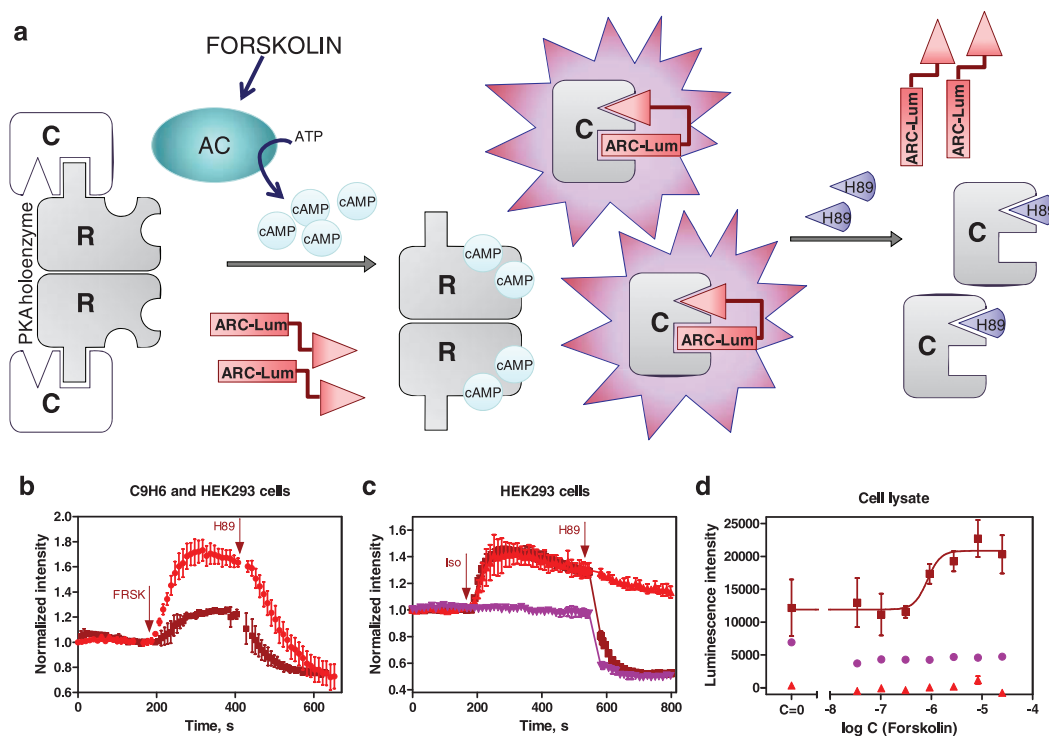 a
FORSKOLIN
C
AC
ATP
cAMP
cAMP
cAMP
cAMP
PKAholoenzyme
R
R
C
ARC-Lum
ARC-Lum
R
R
cAMP
cAMP
cAMP
cAMP
C
ARC-Lum
C
ARC-Lum
H89
H89
ARC-Lum
ARC-Lum
C
H89
C
H89
b
C9H6 and HEK293 cells
Normalized intensity
1.8
1.6
1.4
1.2
1.0
0.8
0.6
FRSK
H89
0
200
400
600
Time, s
c
HEK293 cells
Normalized intensity
1.6
1.4
1.2
1.0
0.8
0.6
0.4
Iso
H89
0
200
400
600
800
Time, s
d
Cell lysate
Luminescence intensity
25000
20000
15000
10000
5000
0
C=0
-8
-7
-6
-5
-4
log C (Forskolin)